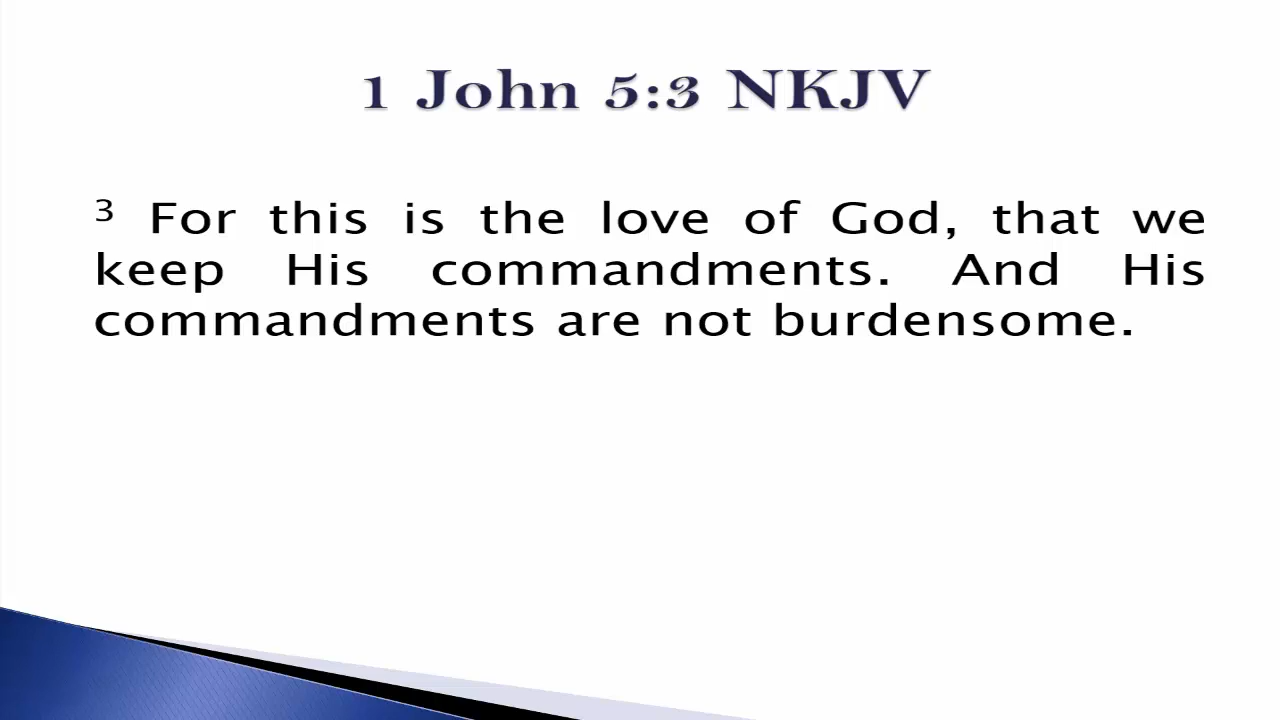 1 John 5:3 NKJV
3 For this is the love of God, that we
keep His commandments. And His
commandments are not burdensome.